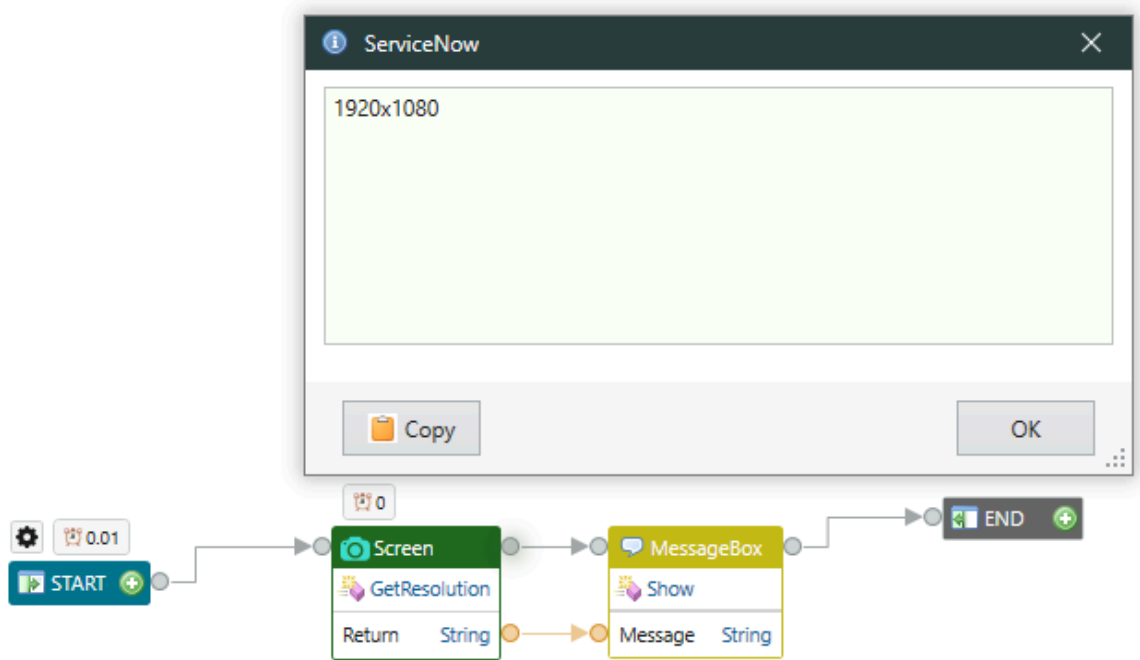 ServiceNow
1920x1080
Copy
OK
0
END
0.01
Screen
MessageBox
START
GetResolution
Show
Return String
Message String